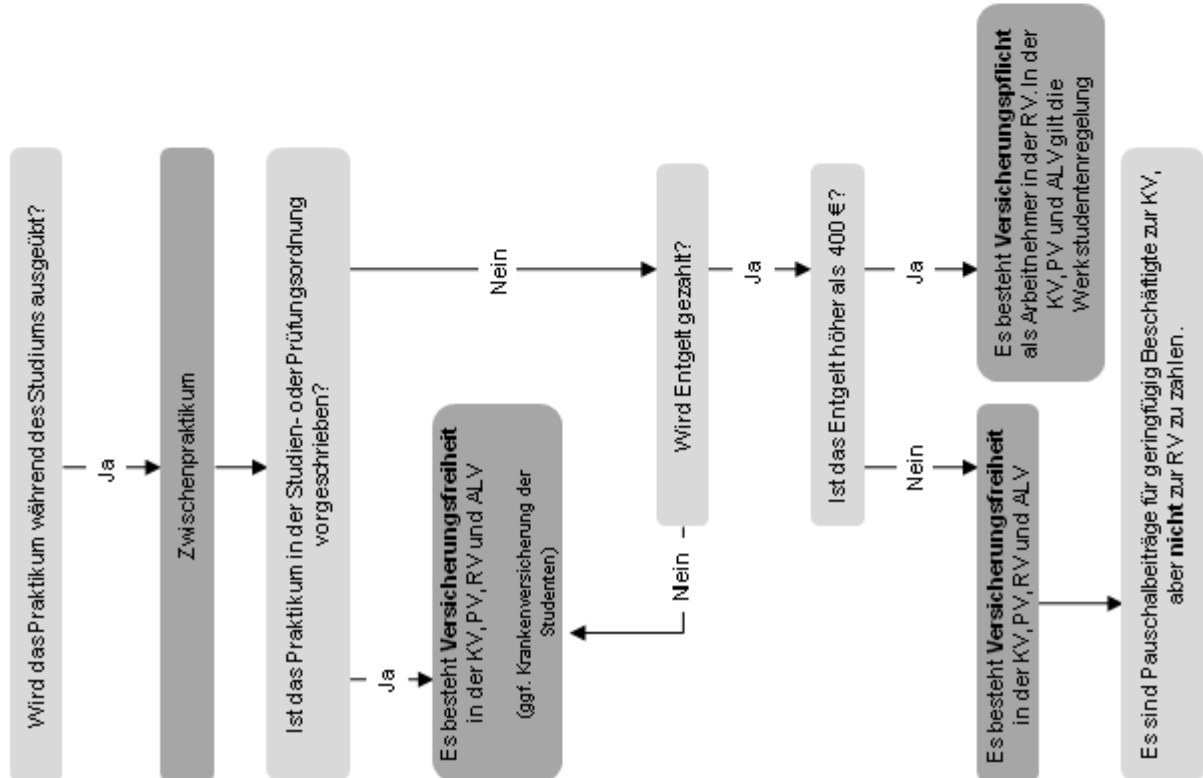 Wird das Praktikum während des Studiums ausgeübt?
Ja
Zwischenpraktikum
Ist das Praktikum in der Studien- oder Prüfungsordnung
vorgeschrieben?
Ja
Nein
Es besteht Versicherungsfreiheit
in der KV, PV, RV und ALV
(ggf. Krankenversicherung der
Studenten)
Nein
Wird Entgelt gezahlt?
Ja
Ist das Entgelt höher als 400 €?
Nein
Ja
Es besteht Versicherungsfreiheit
in der KV, PV, RV und ALV
Es besteht Versicherungspflicht
als Arbeitnehmer in der RV. In der
KV, PV und ALV gilt die
Werkstudentenregelung
Es sind Pauschalbeiträge für geringfügig Beschäftigte zur KV,
aber nicht zur RV zu zahlen.